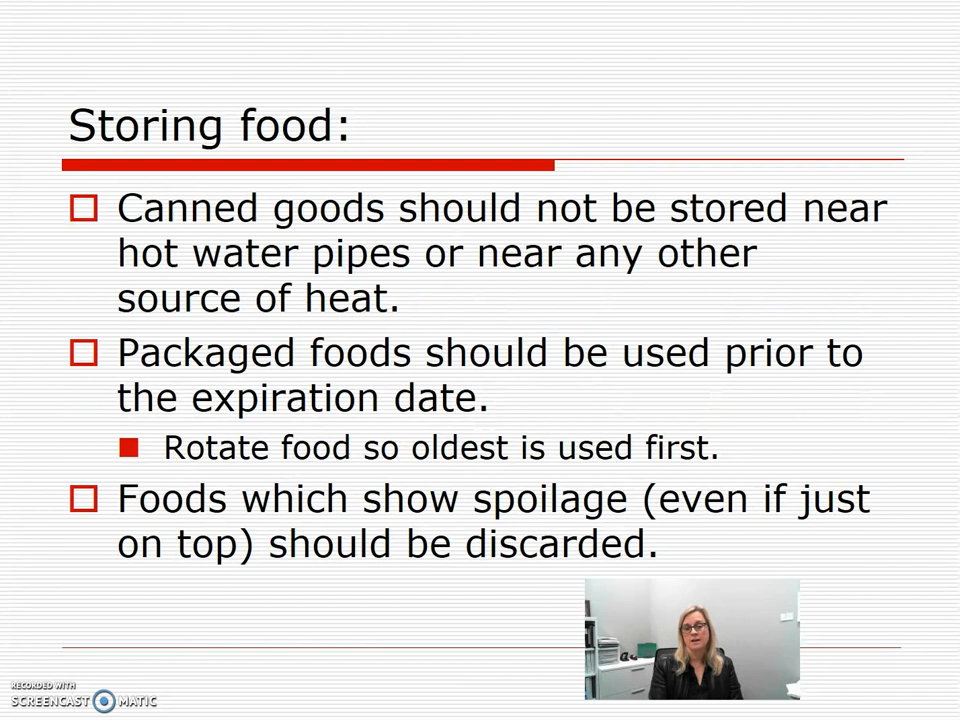 Storing food:
Canned goods should not be stored near
hot water pipes or near any other
source of heat.
Packaged foods should be used prior to
the expiration date.
Rotate food so oldest is used first.
Foods which show spoilage (even if just
on top) should be discarded.
RECORDED WITH
SCREENCAST MATIC